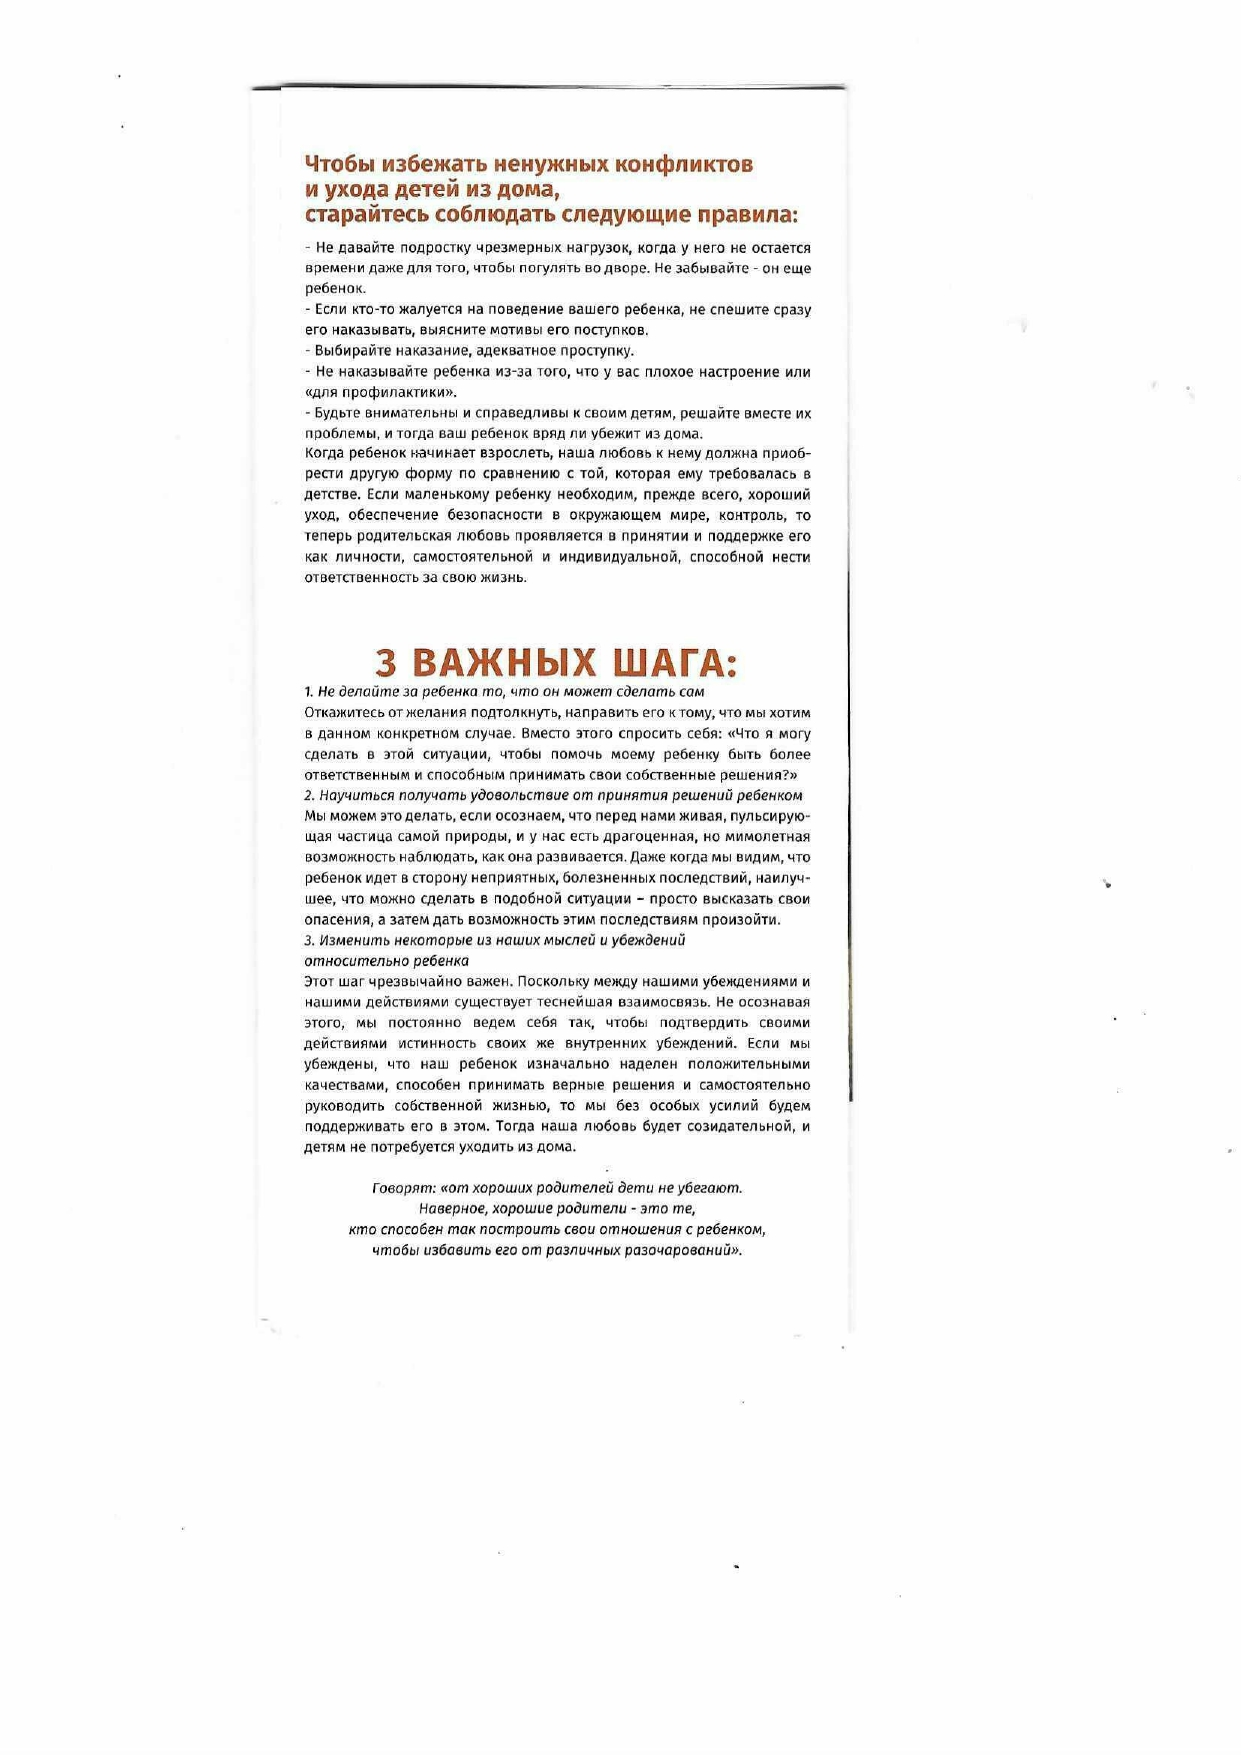 Чтобы избежать ненужных конфликтов
и ухода детей из дома,
старайтесь соблюдать следующие правила:
- Не давайте подростку чрезмерных нагрузок, когда у него не остается
времени даже для того, чтобы погулять во дворе. Не забывайте - он еще
ребенок.
- Если кто-то жалуется на поведение вашего ребенка, не спешите сразу
его наказывать, выясните мотивы его поступков.
- Выбирайте наказание, адекватное проступку.
- Не наказывайте ребенка из-за того, что у вас плохое настроение или
«для профилактики».
- Будьте внимательны и справедливы к своим детям, решайте вместе их
проблемы, и тогда ваш ребенок вряд ли убежит из дома.
Когда ребенок начинает взрослеть, наша любовь к нему должна приоб-
рести другую форму по сравнению с той, которая ему требовалась в
детстве. Если маленькому ребенку необходим, прежде всего, хороший
уход, обеспечение безопасности в окружающем мире, контроль, то
теперь родительская любовь проявляется в принятии и поддержке его
как личности, самостоятельной и индивидуальной, способной нести
ответственность за свою жизнь.
3 ВАЖНЫХ ШАГА:
1. Не делайте за ребенка то, что он может сделать сам
Откажитесь от желания подтолкнуть, направить его к тому, что мы хотим
в данном конкретном случае. Вместо этого спросить себя: «Что я могу
сделать в этой ситуации, чтобы помочь моему ребенку быть более
ответственным и способным принимать свои собственные решения?»
2. Научиться получать удовольствие от принятия решений ребенком
Мы можем это делать, если осознаем, что перед нами живая, пульсирую-
щая частица самой природы, и у нас есть драгоценная, но мимолетная
возможность наблюдать, как она развивается. Даже когда мы видим, что
ребенок идет в сторону неприятных, болезненных последствий, наилуч-
шее, что можно сделать в подобной ситуации – просто высказать свои
опасения, а затем дать возможность этим последствиям произойти.
3. Изменить некоторые из наших мыслей и убеждений
относительно ребенка
Этот шаг чрезвычайно важен. Поскольку между нашими убеждениями и
нашими действиями существует теснейшая взаимосвязь. Не осознавая
этого, мы постоянно ведем себя так, чтобы подтвердить своими
действиями истинность своих же внутренних убеждений. Если мы
убеждены, что наш ребенок изначально наделен положительными
качествами, способен принимать верные решения и самостоятельно
руководить собственной жизнью, то мы без особых усилий будем
поддерживать его в этом. Тогда наша любовь будет созидательной, и
детям не потребуется уходить из дома.
Говорят: «от хороших родителей дети не убегают.
Наверное, хорошие родители - это те,
кто способен так построить свои отношения с ребенком,
чтобы избавить его от различных разочарований».